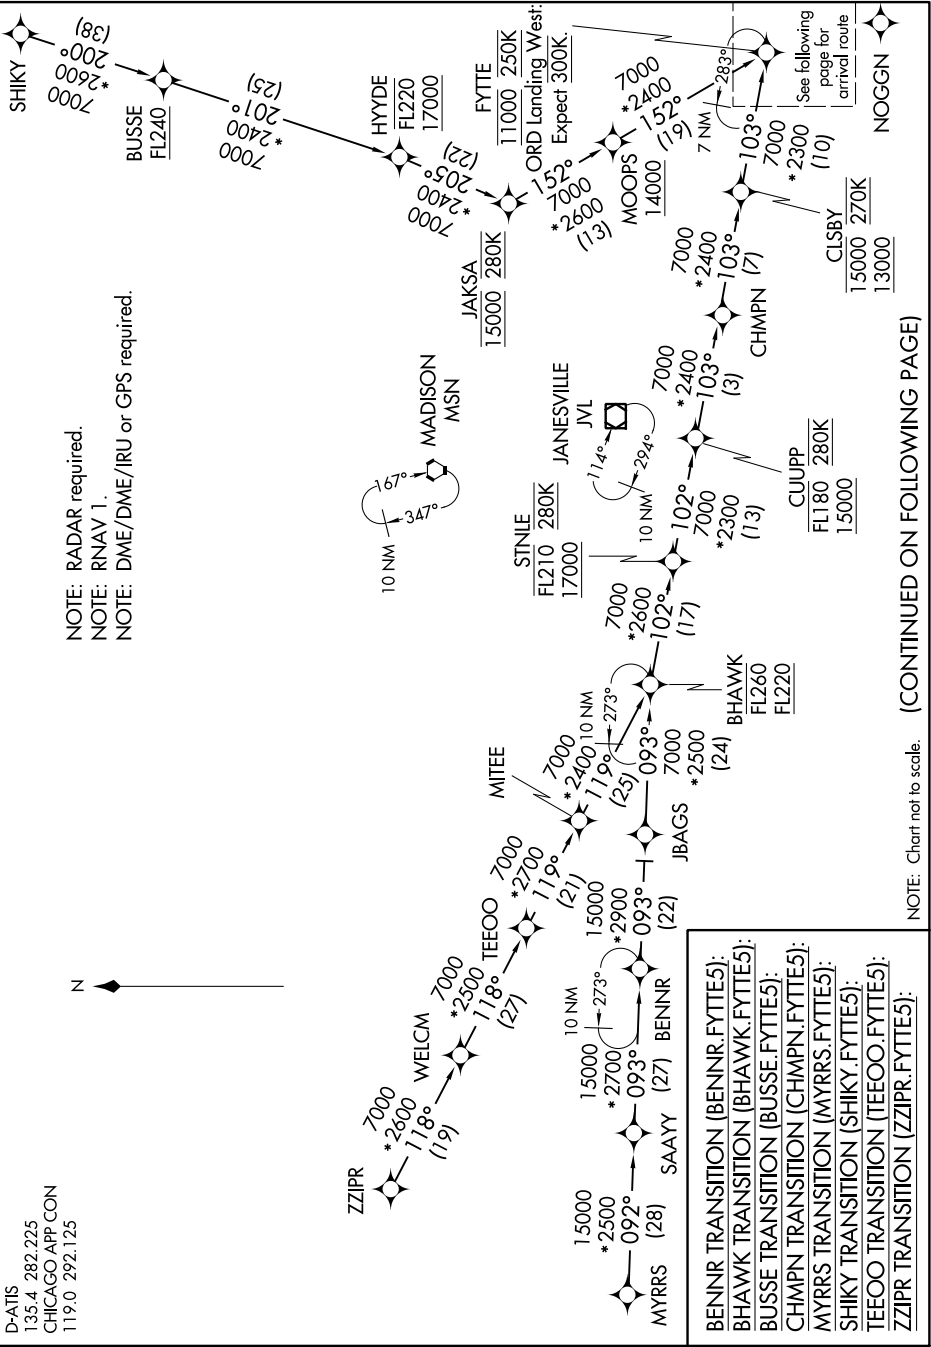 D-ATIS
135.4 282.225
CHICAGO APP CON
119.0 292.125
N
NOTE: RADAR required.
NOTE: RNAV 1.
NOTE: DME/DME/IRU or GPS required.
SHIKY
200°
(38)
7000
*2600
BUSSE
FL240
201°
(25)
7000
*2400
HYYDE
FL220
17000
205°
(22)
7000
*2400
JAKSA
15000 280K
152°
7000
*2600
(13)
MOOPS
14000
7000
*2400
152°
(19)
FYTTE
11000 250K
ORD Landing West:
Expect 300K
283°
7 NM
See following
page for
arrival route
NOGGN
MADISON
MSN
167°
347°
10 NM
JANESVILLE
JVL
114°
294°
10 NM
ZZIPR
7000
*2600
118°
(19)
WELCM
7000
*2500
118°
(27)
TEEOO
7000
*2700
119°
(21)
MITEE
7000
*2400
119°
(25)
10 NM
273°
BHAWK
FL260
FL220
7000
*2600
102°
(17)
STNLE
FL210 280K
17000
102°
7000
*2300
(13)
CUUPP
FL180 280K
15000
7000
*2400
103°
(3)
CHMPN
7000
*2400
103°
(7)
CLSBY
15000 270K
13000
103°
7000
*2300
(10)
MYRRS
15000
*2500
092°
(28)
SAAYY
15000
*2700
093°
(27)
10 NM
273°
BENNR
15000
*2900
093°
(22)
JBAGS
093°
7000
*2500
(24)
BENNR TRANSITION (BENNR.FYTTE5):
BHAWK TRANSITION (BHAWK.FYTTE5):
BUSSE TRANSITION (BUSSE.FYTTE5):
CHMPN TRANSITION (CHMPN.FYTTE5):
MYRRS TRANSITION (MYRRS.FYTTE5):
SHIKY TRANSITION (SHIKY.FYTTE5):
TEEOO TRANSITION (TEEOO.FYTTE5):
ZZIPR TRANSITION (ZZIPR.FYTTE5):
NOTE: Chart not to scale.
(CONTINUED ON FOLLOWING PAGE)